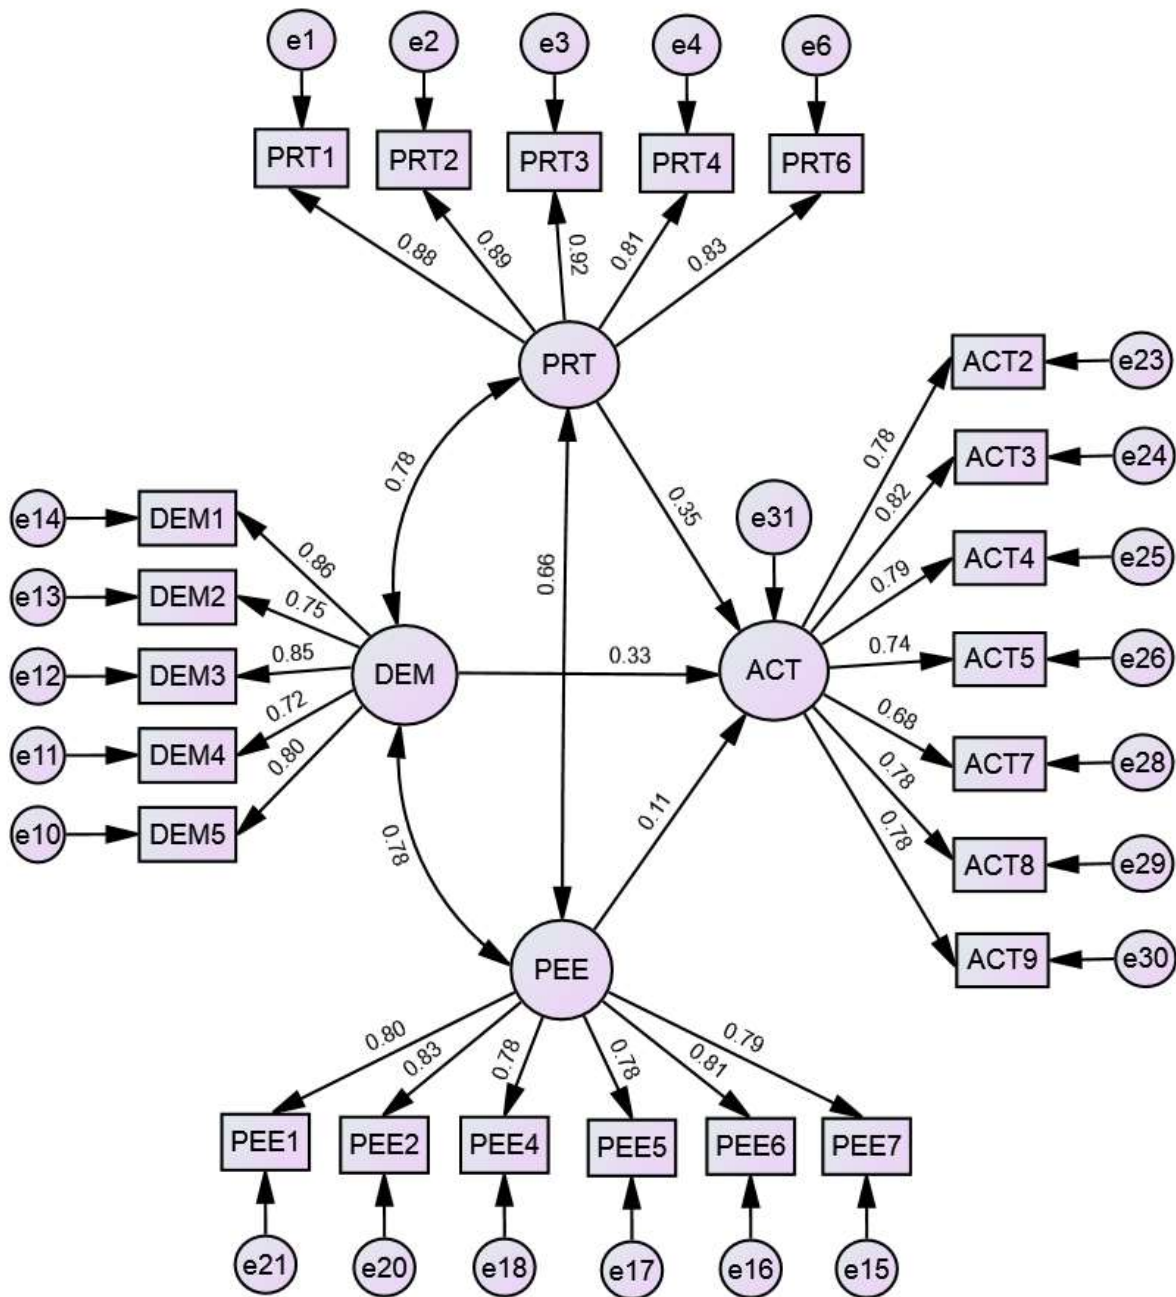 e1 e2 e3 e4 e6
PRT1 PRT2 PRT3 PRT4 PRT6
0.88 0.89 0.92 0.81 0.83
PRT
ACT2 e23
0.78
0.78
ACT3 e24
0.82
0.35
e31
e14 DEM1
0.86
0.66
ACT4 e25
0.79
e13 DEM2
0.75
e12 DEM3
0.85
DEM
0.33
ACT
0.74
ACT5 e26
e11 DEM4
0.72
0.68
ACT7 e28
e10 DEM5
0.80
0.78
0.11
0.78
ACT8 e29
0.78
PEE
ACT9 e30
0.80 0.83 0.78 0.78 0.81 0.79
PEE1 PEE2 PEE4 PEE5 PEE6 PEE7
e21 e20 e18 e17 e16 e15